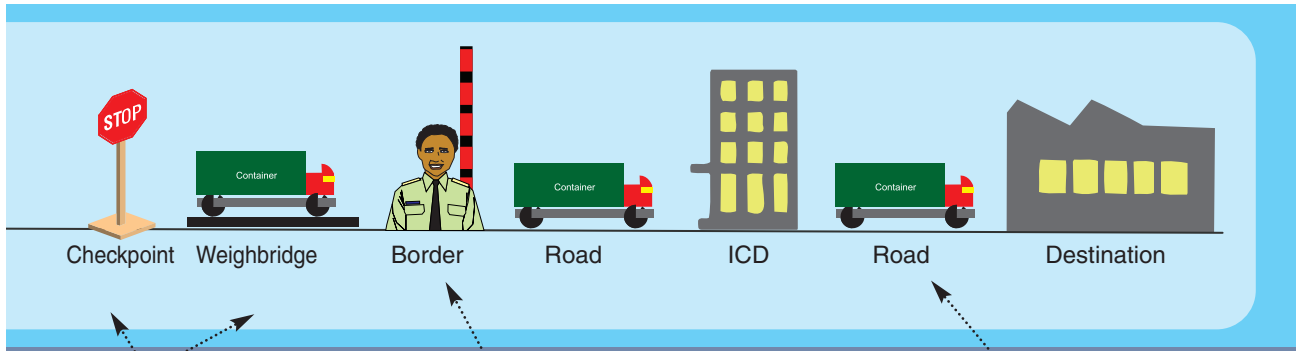 STOP
Container
Container
Container
Checkpoint Weighbridge Border Road ICD Road Destination